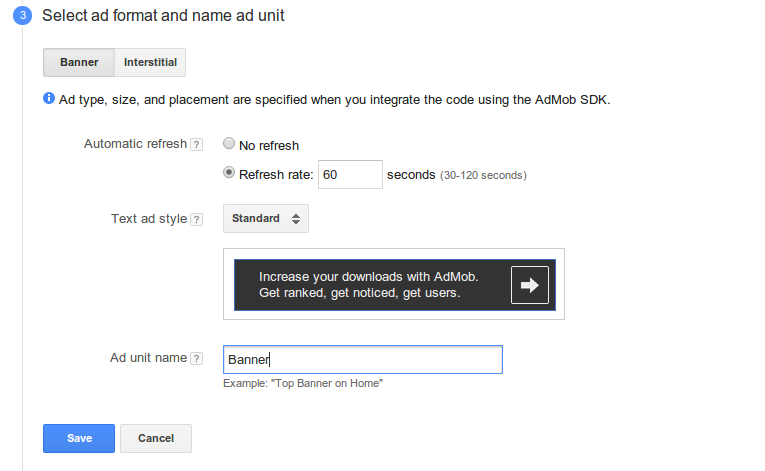 3 Select ad format and name ad unit
Banner Interstitial
Ad type, size, and placement are specified when you integrate the code using the AdMob SDK.
Automatic refresh ? No refresh
Refresh rate: 60 seconds (30-120 seconds)
Text ad style ? Standard
Increase your downloads with AdMob.
Get ranked, get noticed, get users.
Ad unit name ? Banner
Example: "Top Banner on Home"
Save Cancel